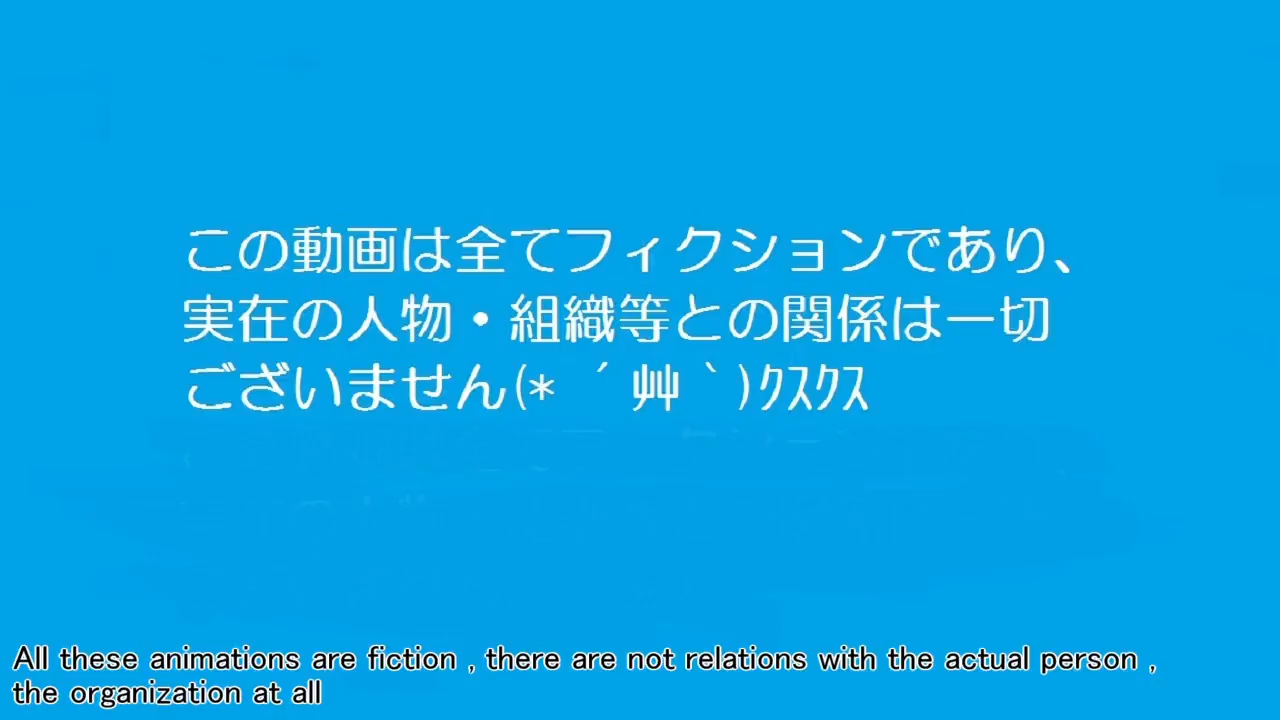 この動画は全てフィクションであり、
実在の人物・組織等との関係は一切
ございません(* ´艸｀)ｸｽｸｽ
All these animations are fiction , there are not relations with the actual person ,
the organization at all